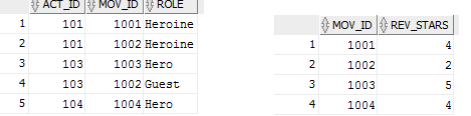 ACT_ID MOV_ID ROLE
1 101 1001 Heroine
2 101 1002 Heroine
3 103 1003 Hero
4 103 1002 Guest
5 104 1004 Hero
MOV_ID REV_STARS
1 1001 4
2 1002 2
3 1003 5
4 1004 4